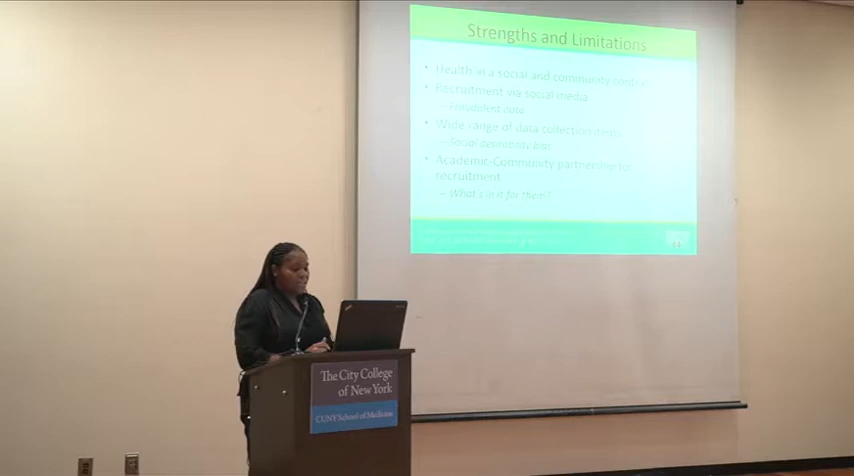 Strengths and Limitations
• Health in a social and community context
• Recruitment via social media
– Fraudulent data
• Wide range of data collection items
– Social desirability bias
• Academic-Community partnership for
recruitment
– What's in it for them?
The City College
of New York
CUNY School of Medicine